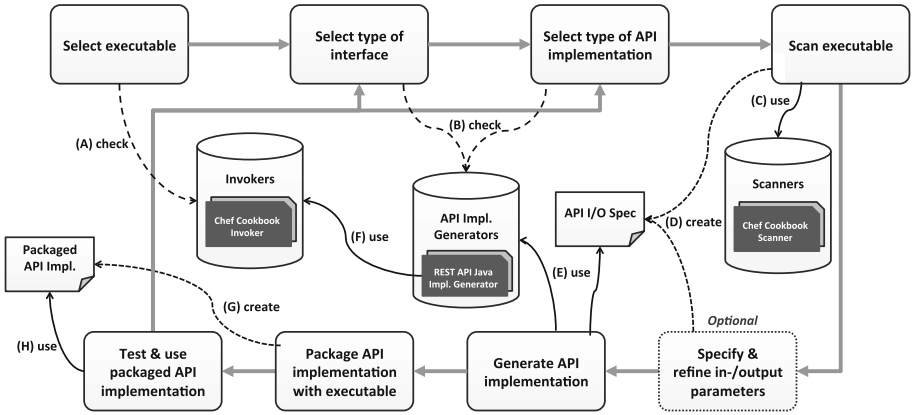 Select executable
Select type of
interface
Select type of API
implementation
Scan executable
(A) check
(B) check
(C) use
Invokers
Chef Cookbook
Invoker
API Impl.
Generators
REST API Java
Impl. Generator
API I/O Spec
Scanners
Chef Cookbook
Scanner
(D) create
(E) use
(F) use
Packaged
API Impl.
(G) create
(H) use
Optional
Test & use
packaged API
implementation
Package API
implementation
with executable
Generate API
implementation
Specify &
refine in-/output
parameters